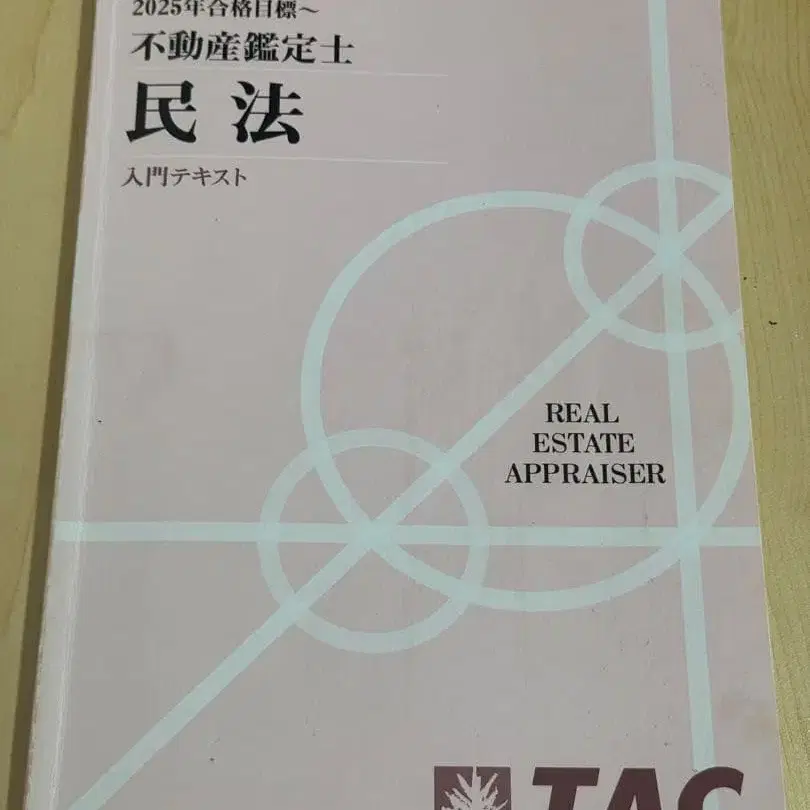 2025年合格目標～
不動産鑑定士
民法
入門テキスト
REAL
ESTATE
APPRAISER
TAC